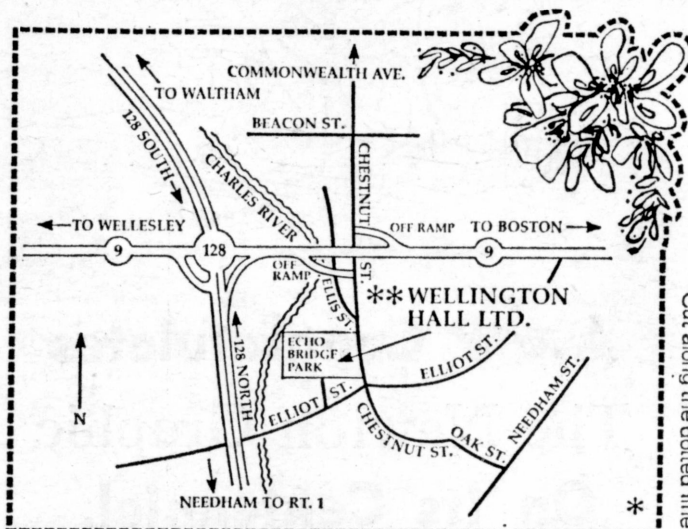 COMMONWEALTH AVE.
TO WALTHAM
BEACON ST.
128 SOUTH
CHARLES RIVER
CHESTNUT ST.
TO WELLESLEY
OFF RAMP
TO BOSTON
9
128
9
OFF
RAMP
ELLIS ST.
** WELLINGTON
HALL LTD.
ECHO
BRIDGE
PARK
128 NORTH
N
ELLIOT ST.
ELLIOT ST.
CHESTNUT ST.
OAK ST.
NEEDHAM ST.
NEEDHAM TO RT. 1
*
Cut along the dotted line